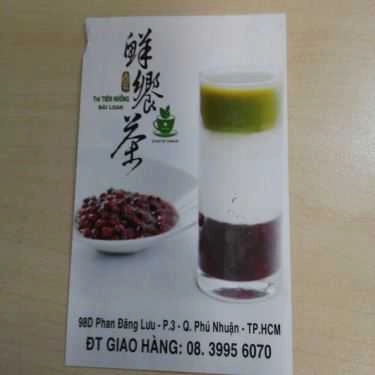 鮮饗茶
Trà TIÊN HƯỞNG
ĐÀI LOAN
98D Phan Đăng Lưu - P.3 - Q. Phú Nhuận - TP.HCM
ĐT GIAO HÀNG: 08. 3995 6070